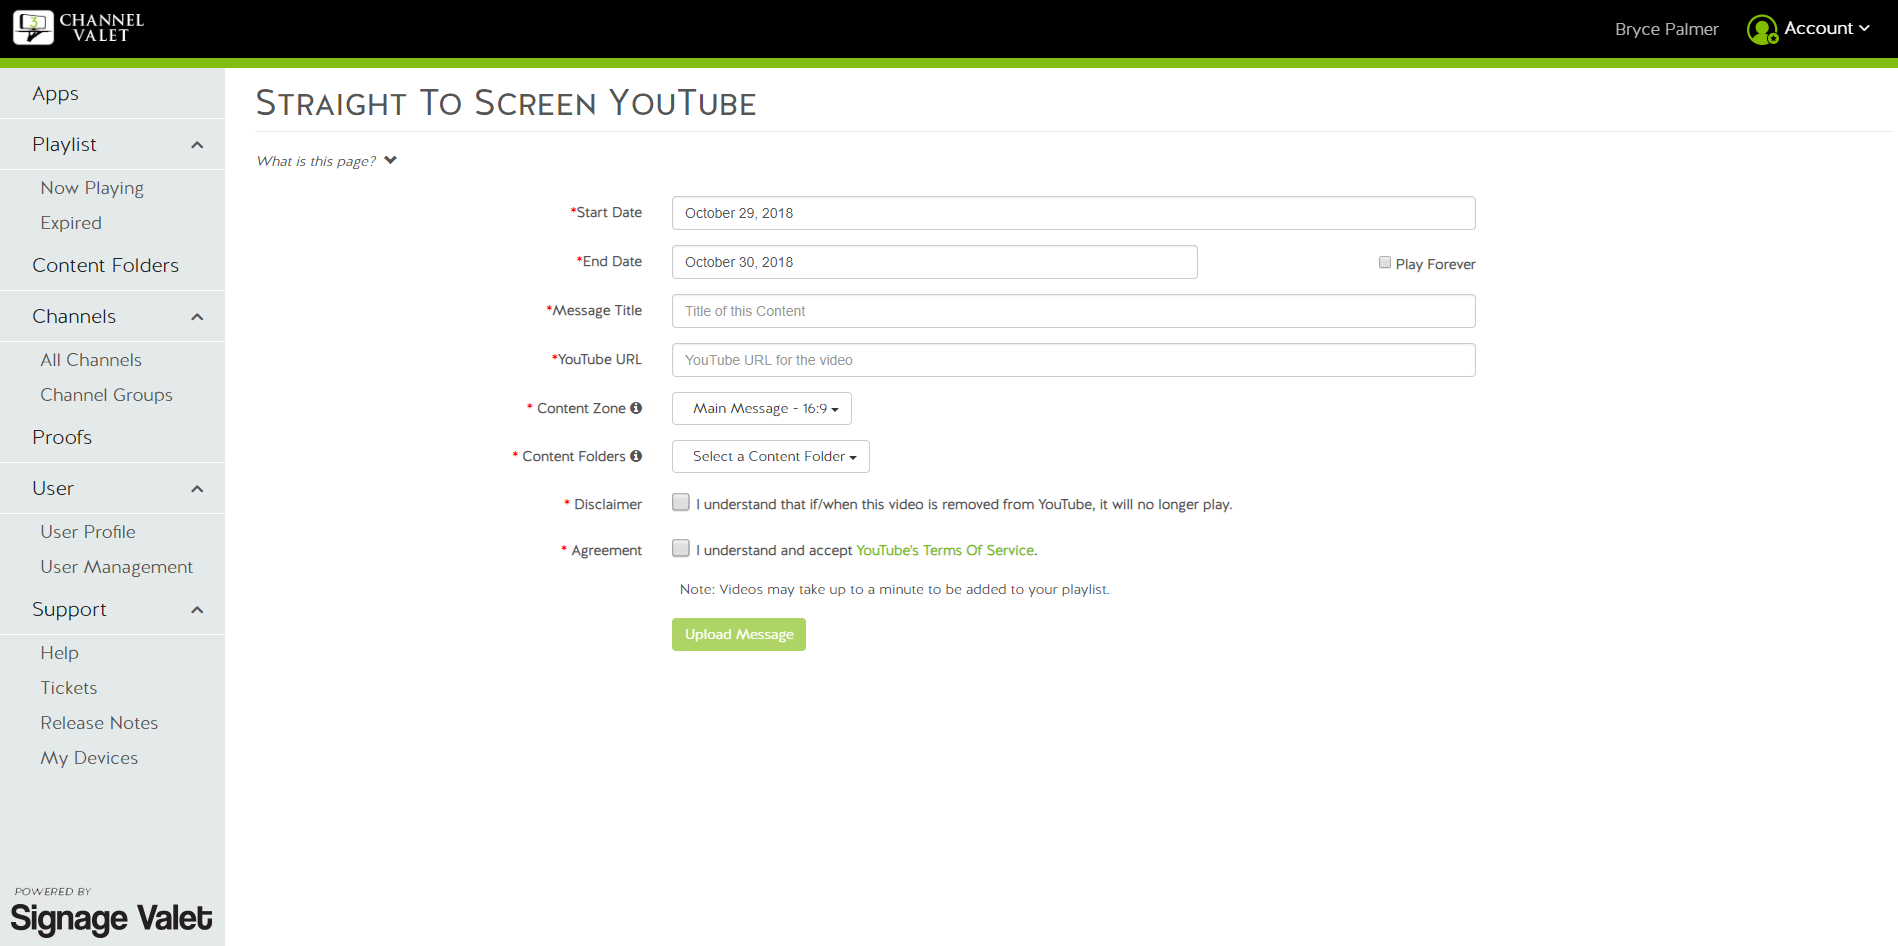 3 CHANNEL
VALET
Bryce Palmer
Account
Apps
Playlist
Now Playing
Expired
Content Folders
Channels
All Channels
Channel Groups
Proofs
User
User Profile
User Management
Support
Help
Tickets
Release Notes
My Devices
POWERED BY
Signage Valet
STRAIGHT TO SCREEN YOUTUBE
What is this page?
*Start Date October 29, 2018
*End Date October 30, 2018 Play Forever
*Message Title Title of this Content
*YouTube URL YouTube URL for the video
* Content Zone Main Message - 16:9
* Content Folders Select a Content Folder
* Disclaimer I understand that if/when this video is removed from YouTube, it will no longer play.
* Agreement I understand and accept YouTube's Terms Of Service.
Note: Videos may take up to a minute to be added to your playlist.
Upload Message